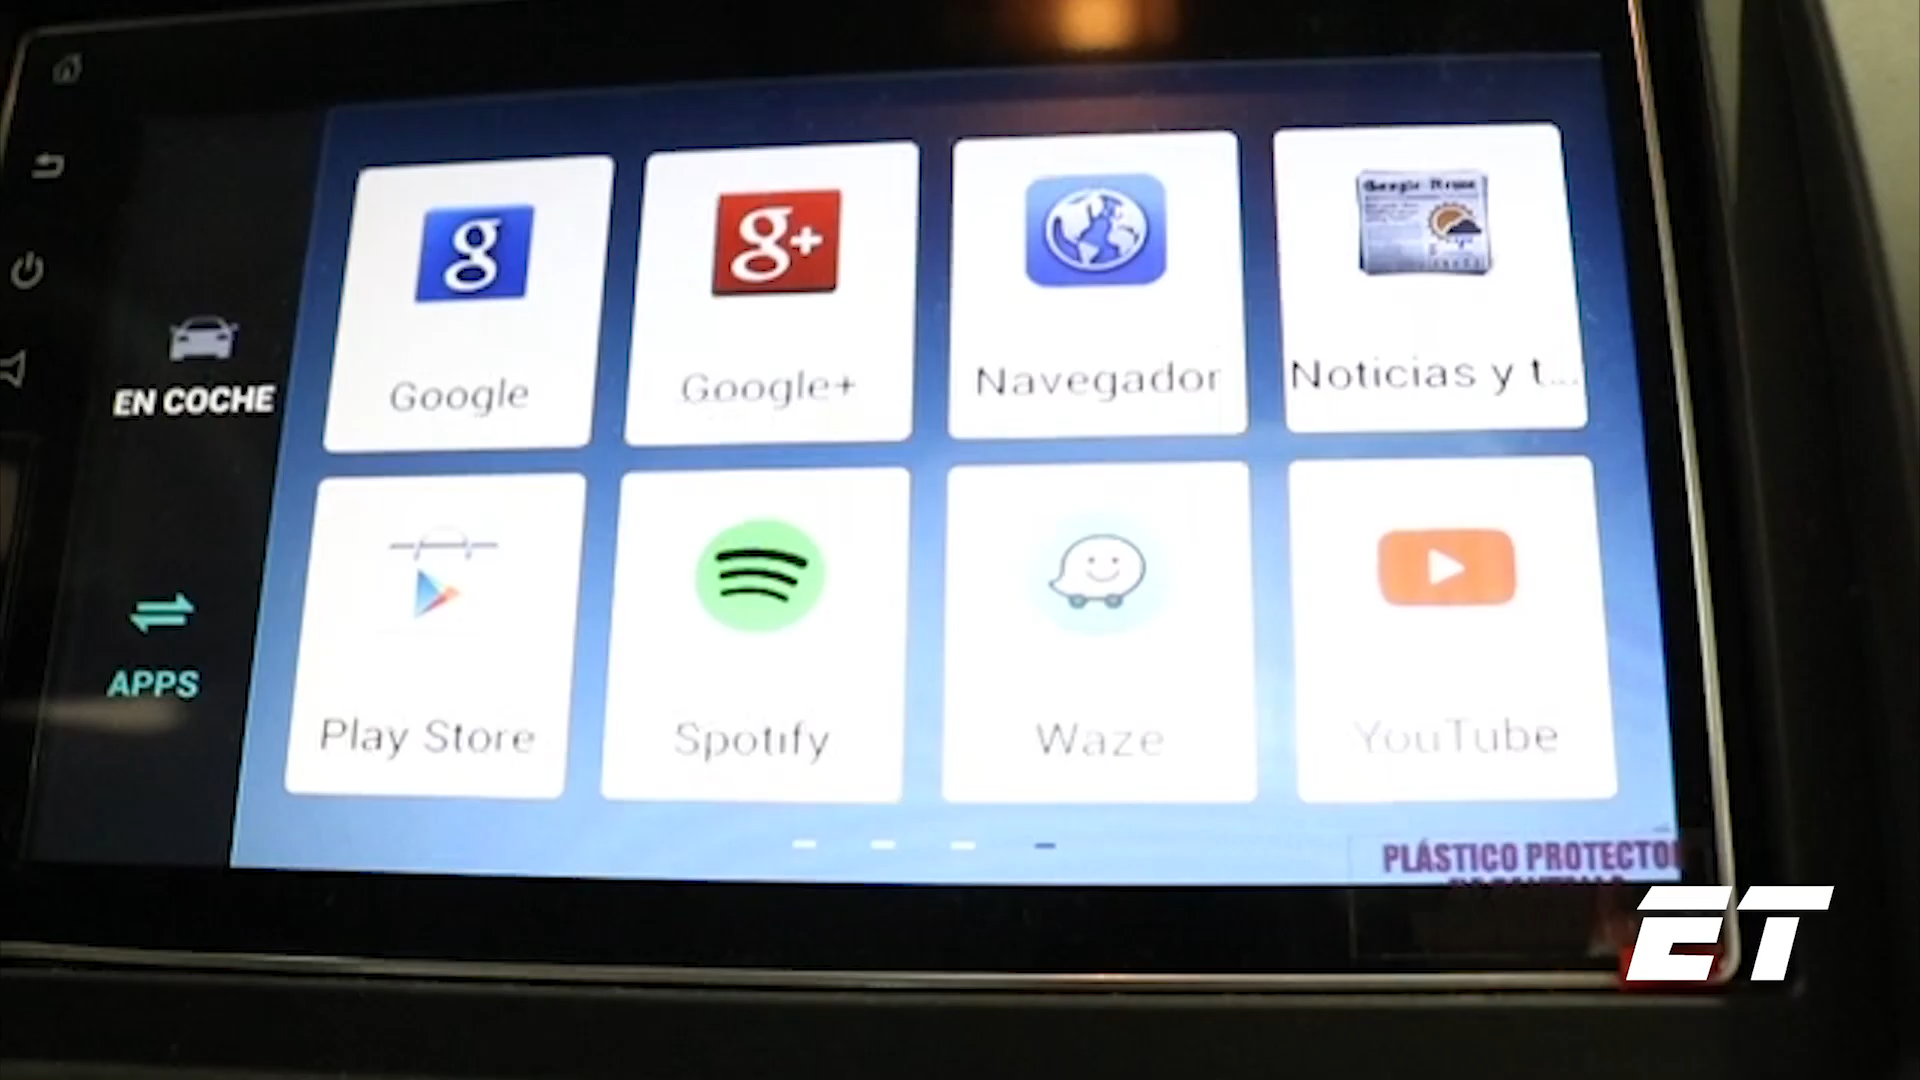 Google
Google+
Navegador
Noticias y t...
EN COCHE
Play Store
Spotify
Waze
YouTube
APPS
PLÁSTICO PROTECTOR
ET